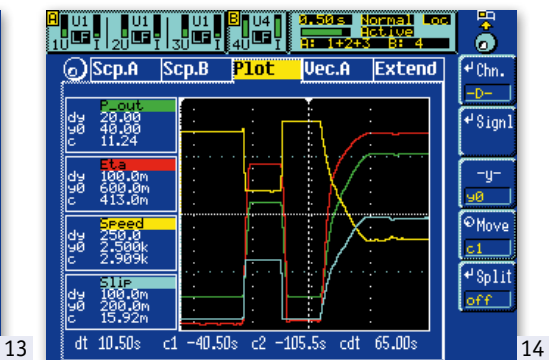 A U1 U1 U1 B U4 0.50s Normal Loc
Active
1U LF I 2U LF I 3U LF I 4U LF I A: 1+2+3 B: 4
Scp.A Scp.B Plot Vec.A Extend
Chn.
-D-
Signl
-y-
y0
Move
c1
Split
off
P_out
dy 20.00
y0 40.00
c 11.24
Eta
dy 100.0m
y0 600.0m
c 413.0m
Speed
dy 250.0
y0 2.500k
c 2.909k
Slip
dy 100.0m
y0 200.0m
c 15.92m
dt 10.50s c1 -40.50s c2 -105.5s cdt 65.00s
13
14